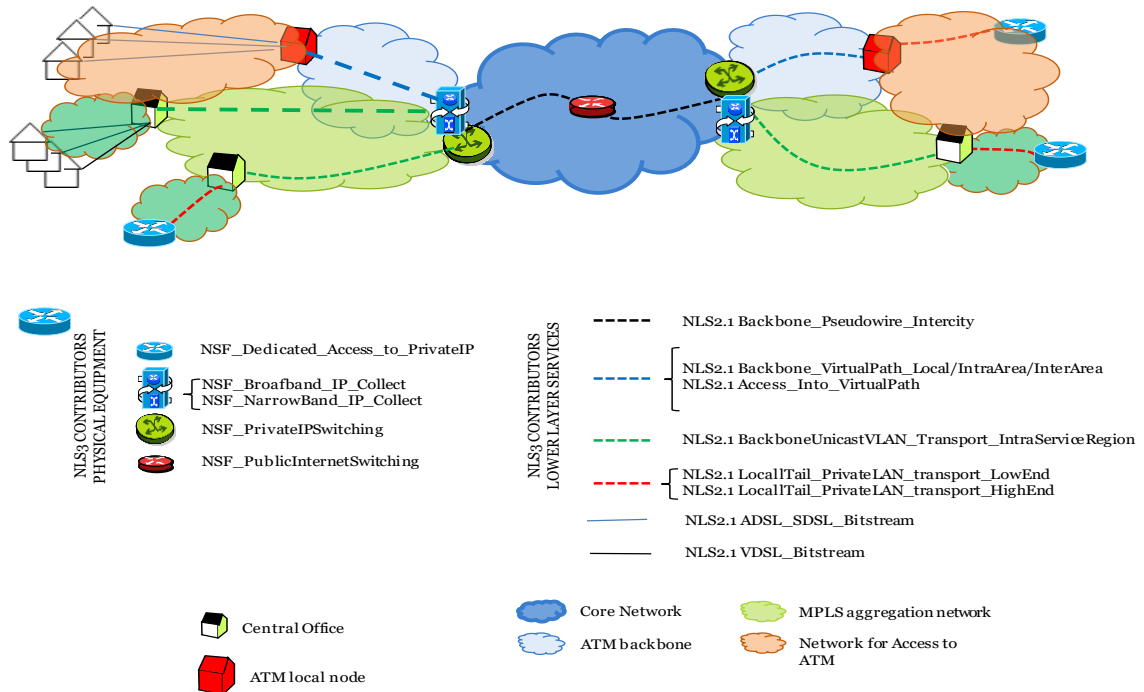 NLS3 CONTRIBUTORS
PHYSICAL EQUIPMENT
NSF_Dedicated_Access_to_PrivateIP
NSF_Broafband_IP_Collect
NSF_NarrowBand_IP_Collect
NSF_PrivateIPSwitching
NSF_PublicInternetSwitching
NLS3 CONTRIBUTORS
LOWER LAYER SERVICES
NLS2.1 Backbone_Pseudowire_Intercity
NLS2.1 Backbone_VirtualPath_Local/IntraArea/InterArea
NLS2.1 Access_Into_VirtualPath
NLS2.1 BackboneUnicastVLAN_Transport_IntraServiceRegion
NLS2.1 LocallTail_PrivateLAN_transport_LowEnd
NLS2.1 LocallTail_PrivateLAN_transport_HighEnd
NLS2.1 ADSL_SDSL_Bitstream
NLS2.1 VDSL_Bitstream
Central Office
ATM local node
Core Network
ATM backbone
MPLS aggregation network
Network for Access to
ATM